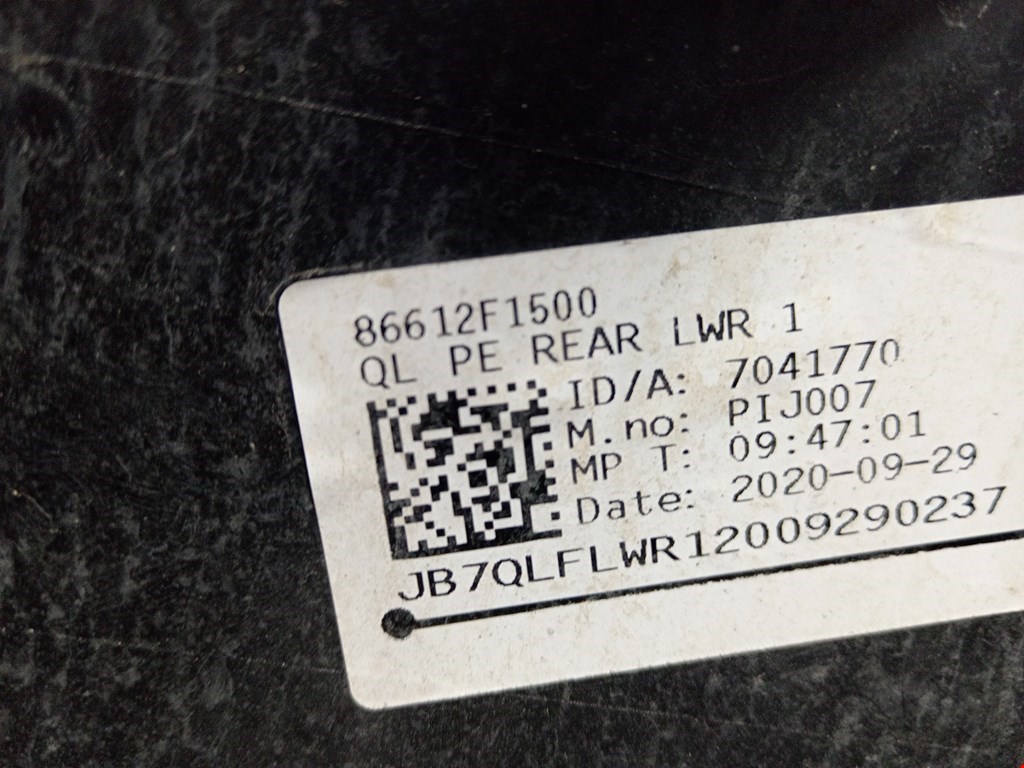 86612F1500
QL PE REAR LWR 1
ID/A: 7041770
M.no: PIJ007
MP T: 09:47:01
Date: 2020-09-29
JB7QLFLWR12009290237